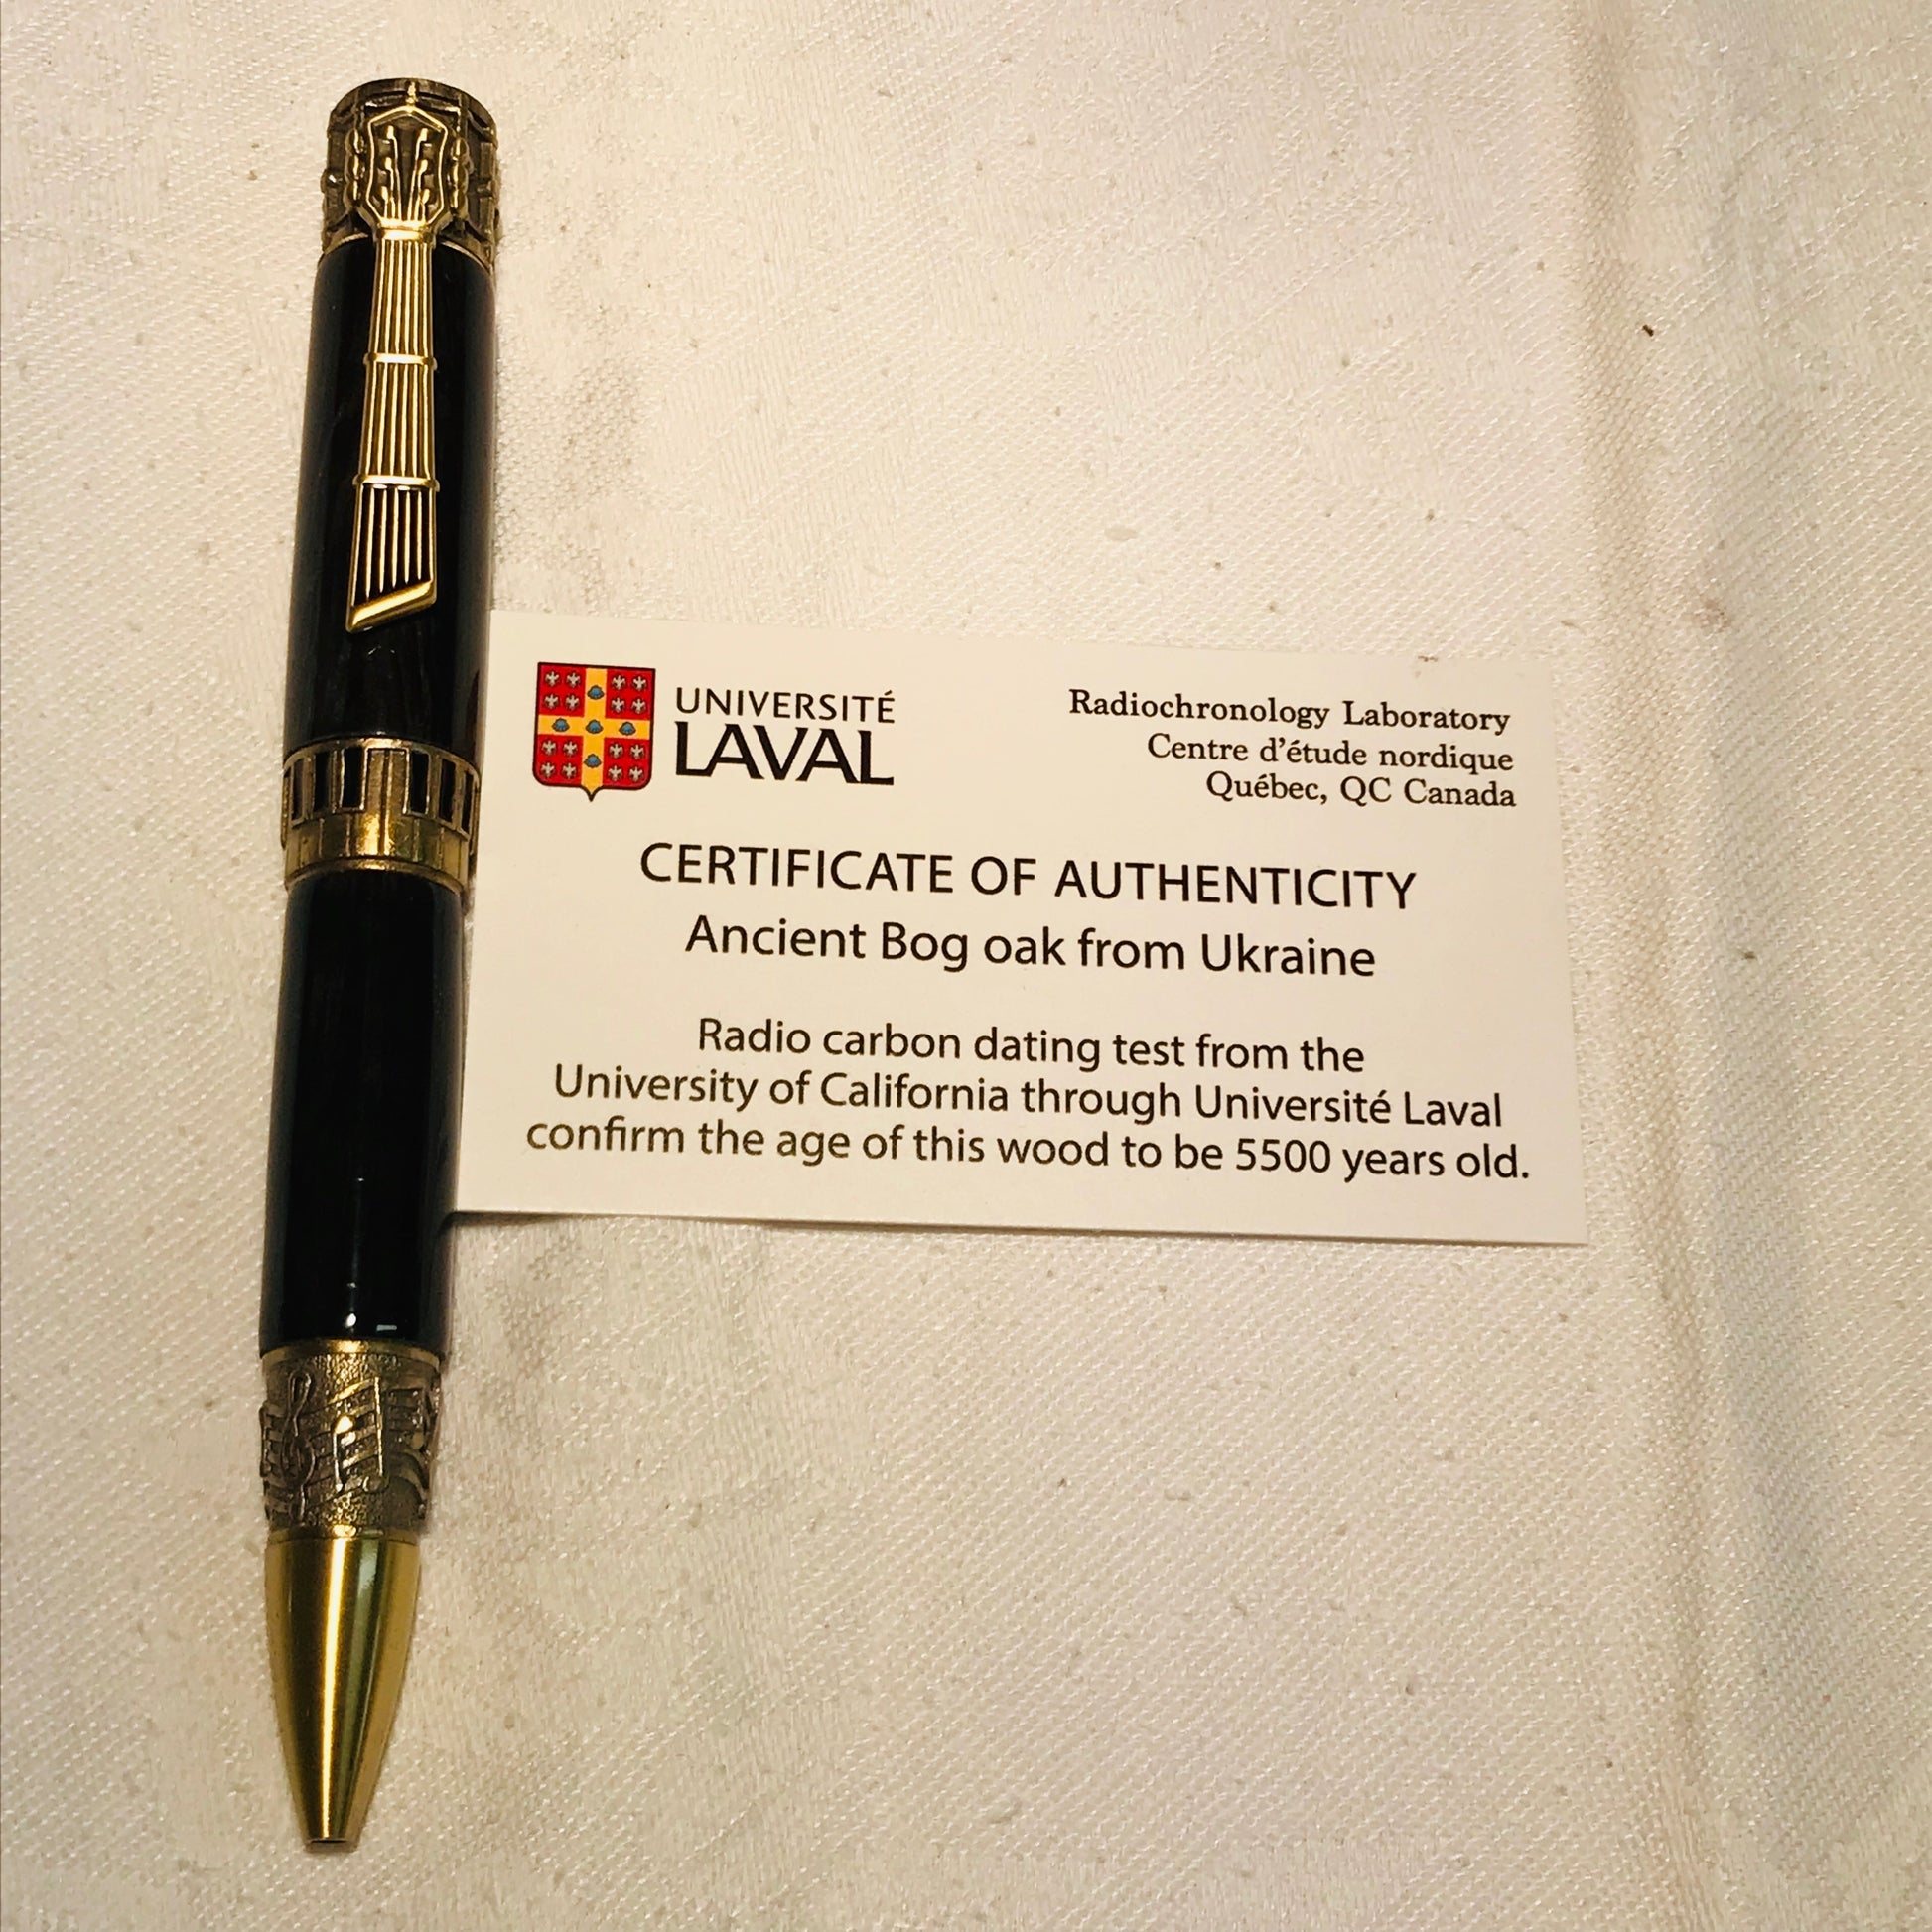 UNIVERSITÉ
LAVAL
Radiochronology Laboratory
Centre d'étude nordique
Québec, QC Canada
CERTIFICATE OF AUTHENTICITY
Ancient Bog oak from Ukraine
Radio carbon dating test from the
University of California through Université Laval
confirm the age of this wood to be 5500 years old.